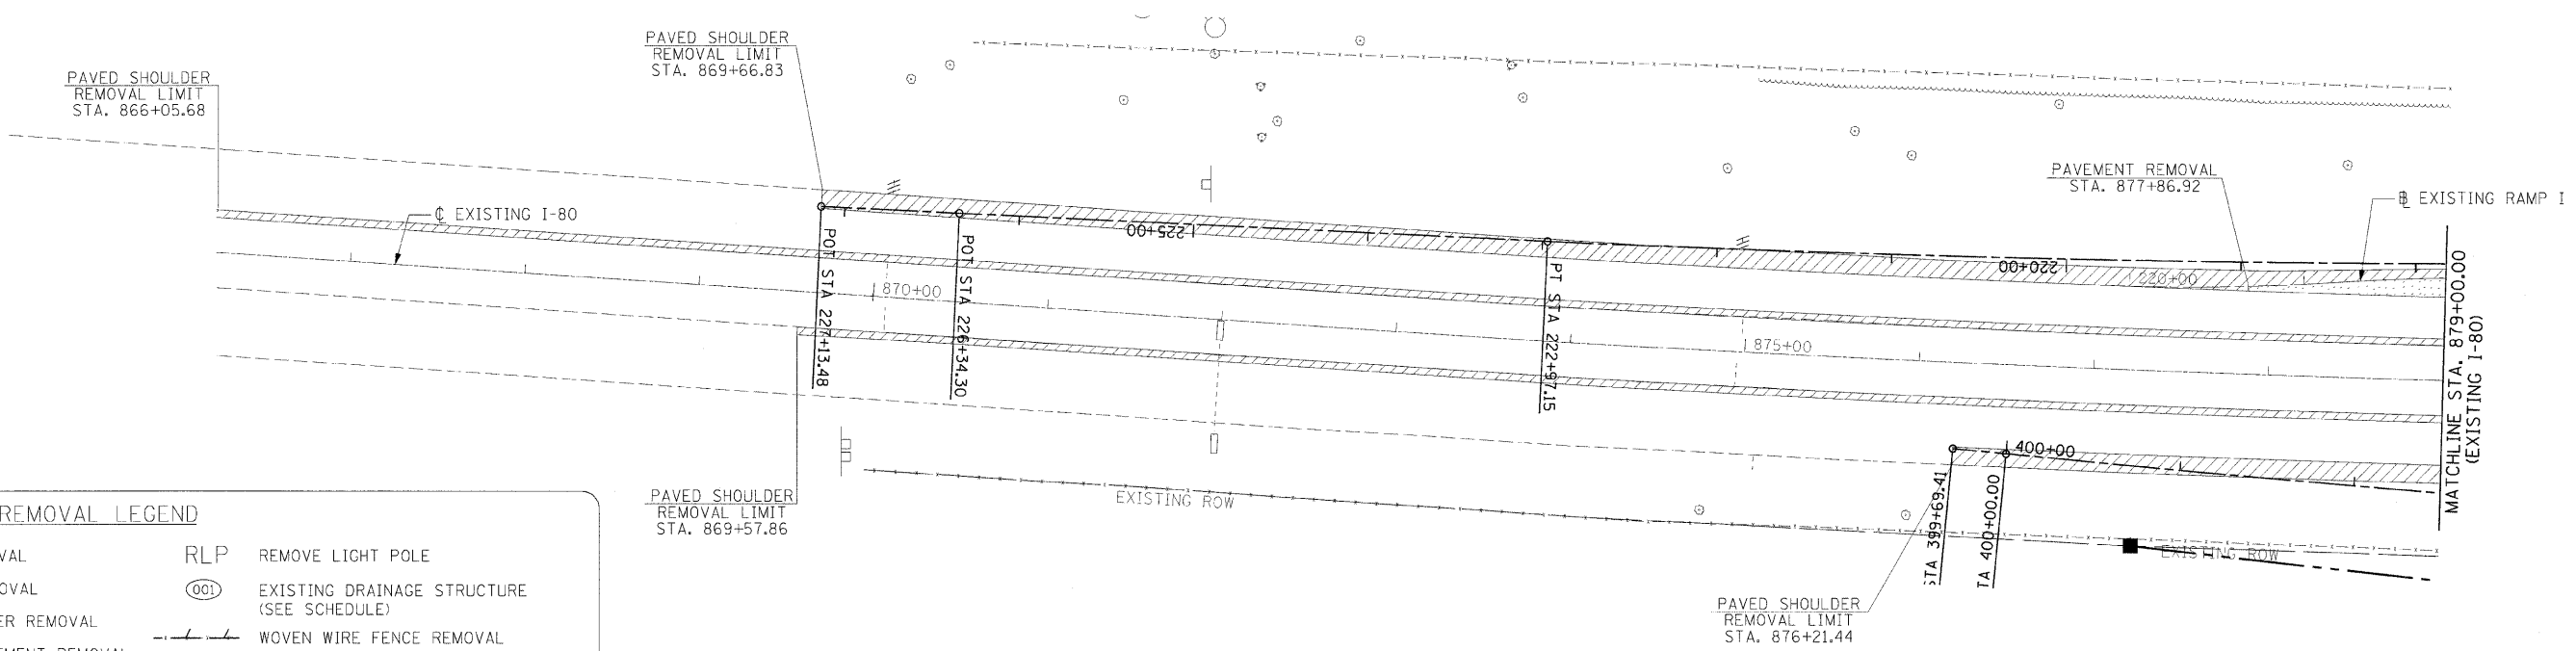 PAVED SHOULDER
REMOVAL LIMIT
STA. 866+05.68
PAVED SHOULDER
REMOVAL LIMIT
STA. 869+66.83
PAVEMENT REMOVAL
STA. 877+86.92
℄ EXISTING I-80
B EXISTING RAMP I
225+00
220+00
220+00
870+00
875+00
POT STA 227+13.48
POT STA 226+34.30
PT STA 222+97.15
MATCHLINE STA. 879+00.00
(EXISTING I-80)
400+00
STA 399+69.41
TA 400+00.00
PAVED SHOULDER
REMOVAL LIMIT
STA. 869+57.86
EXISTING ROW
EXISTING ROW
PAVED SHOULDER
REMOVAL LIMIT
STA. 876+21.44
REMOVAL LEGEND
VAL
RLP REMOVE LIGHT POLE
OVAL
001 EXISTING DRAINAGE STRUCTURE
(SEE SCHEDULE)
ER REMOVAL
WOVEN WIRE FENCE REMOVAL
EMENT REMOVAL